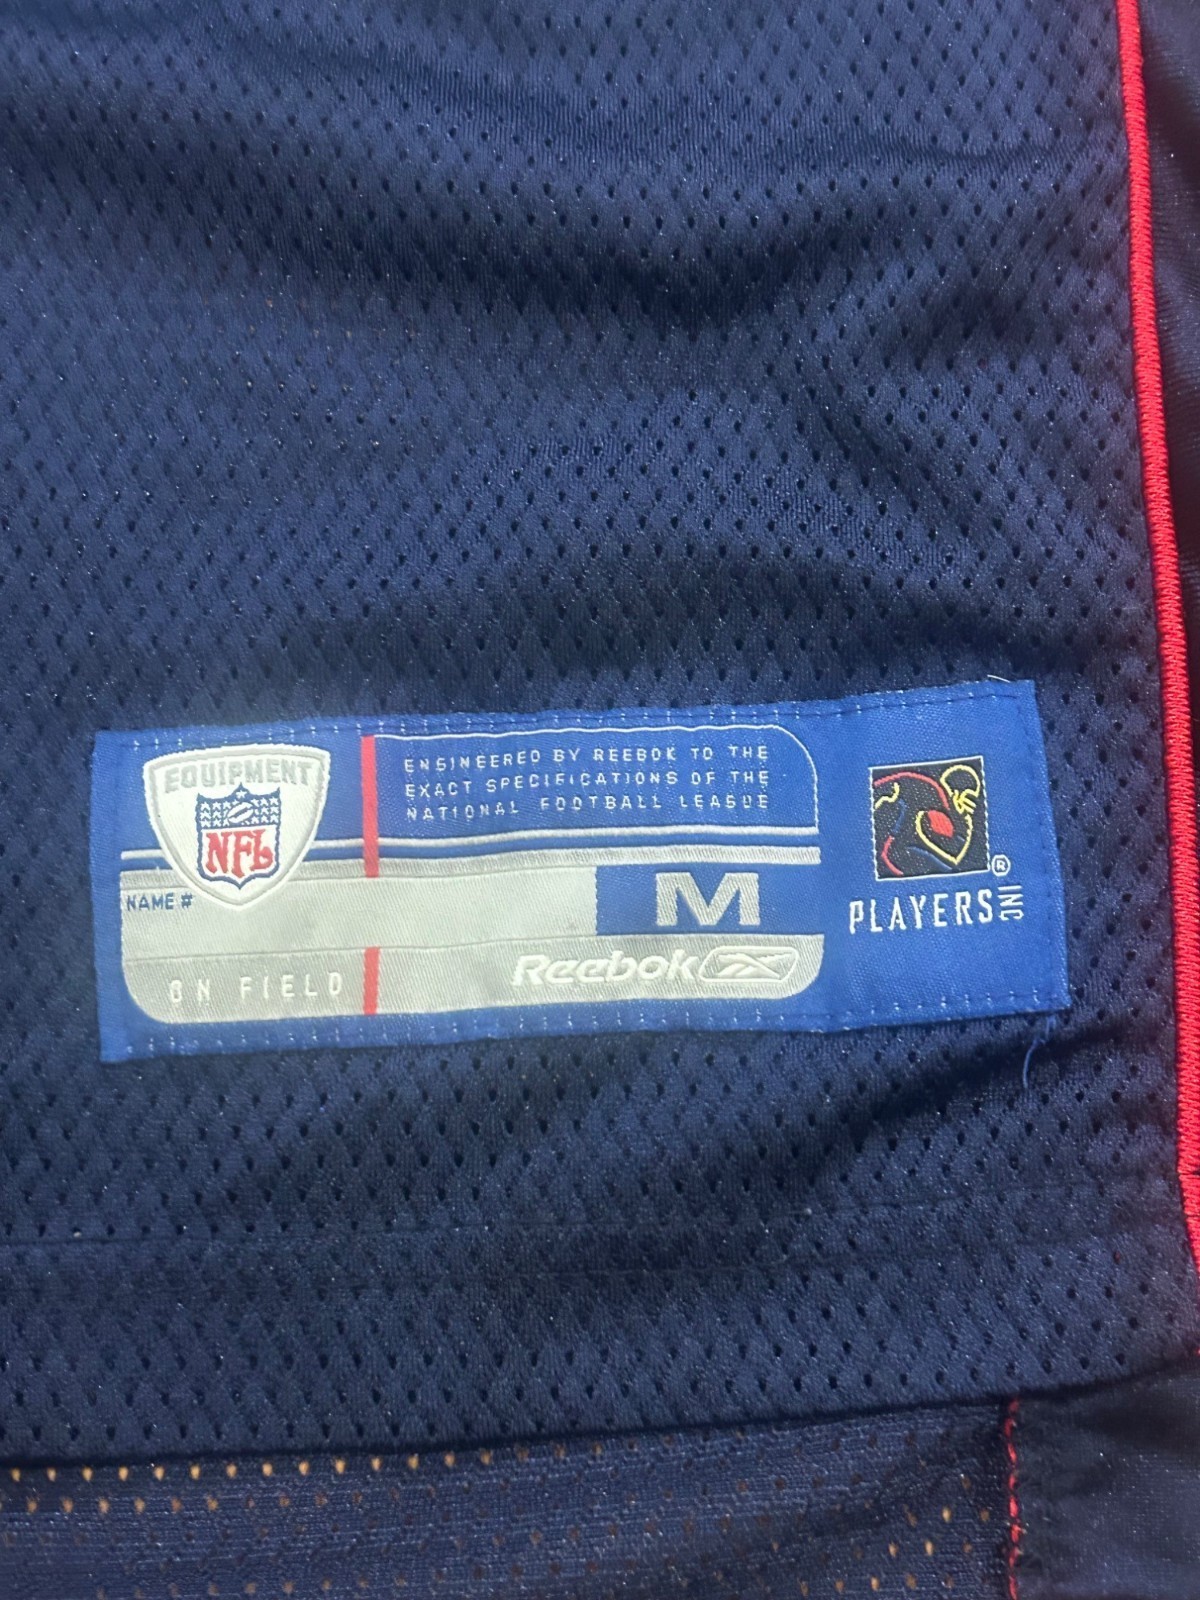 EQUIPMENT
NFL
ENGINEERED BY REEBOK TO THE
EXACT SPECIFICATIONS OF THE
NATIONAL FOOTBALL LEAGUE
NAME #
M
ON FIELD
Reebok
®
PLAYERS INC